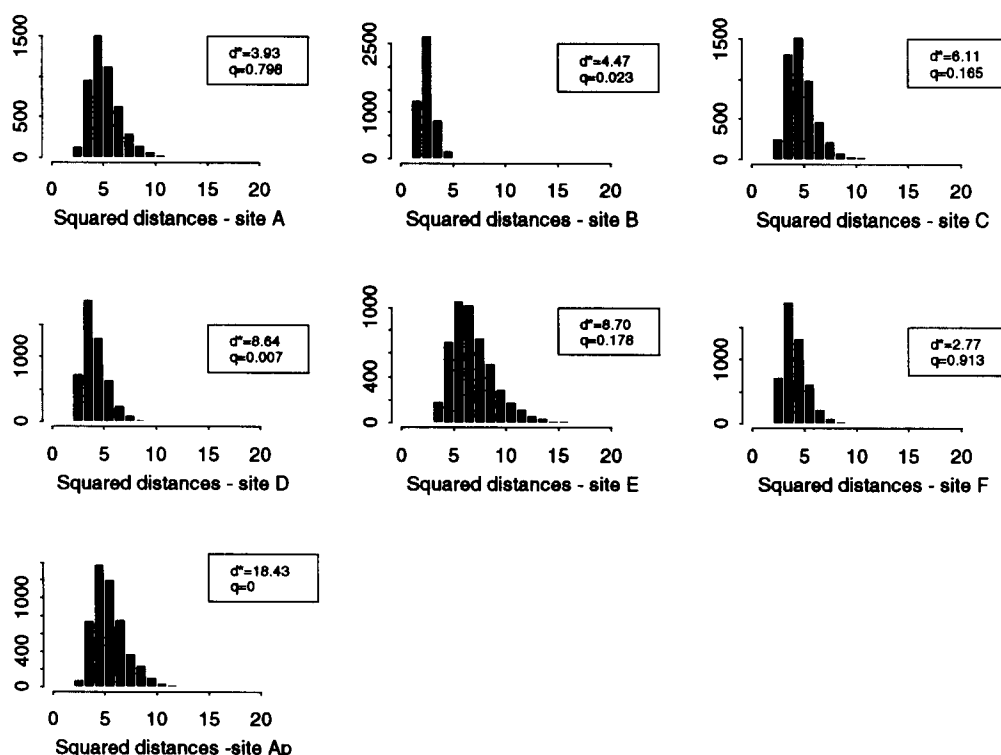 1500
500
0
d*=3.93
q=0.796
0 5 10 15 20
Squared distances - site A
2500
1000
0
d*=4.47
q=0.023
0 5 10 15 20
Squared distances - site B
1500
500
0
d*=6.11
q=0.165
0 5 10 15 20
Squared distances - site C
1000
0
d*=8.64
q=0.007
0 5 10 15 20
Squared distances - site D
1000
400
0
d*=8.70
q=0.178
0 5 10 15 20
Squared distances - site E
1000
0
d*=2.77
q=0.913
0 5 10 15 20
Squared distances - site F
1000
400
0
d*=18.43
q=0
0 5 10 15 20
Squared distances -site Ap